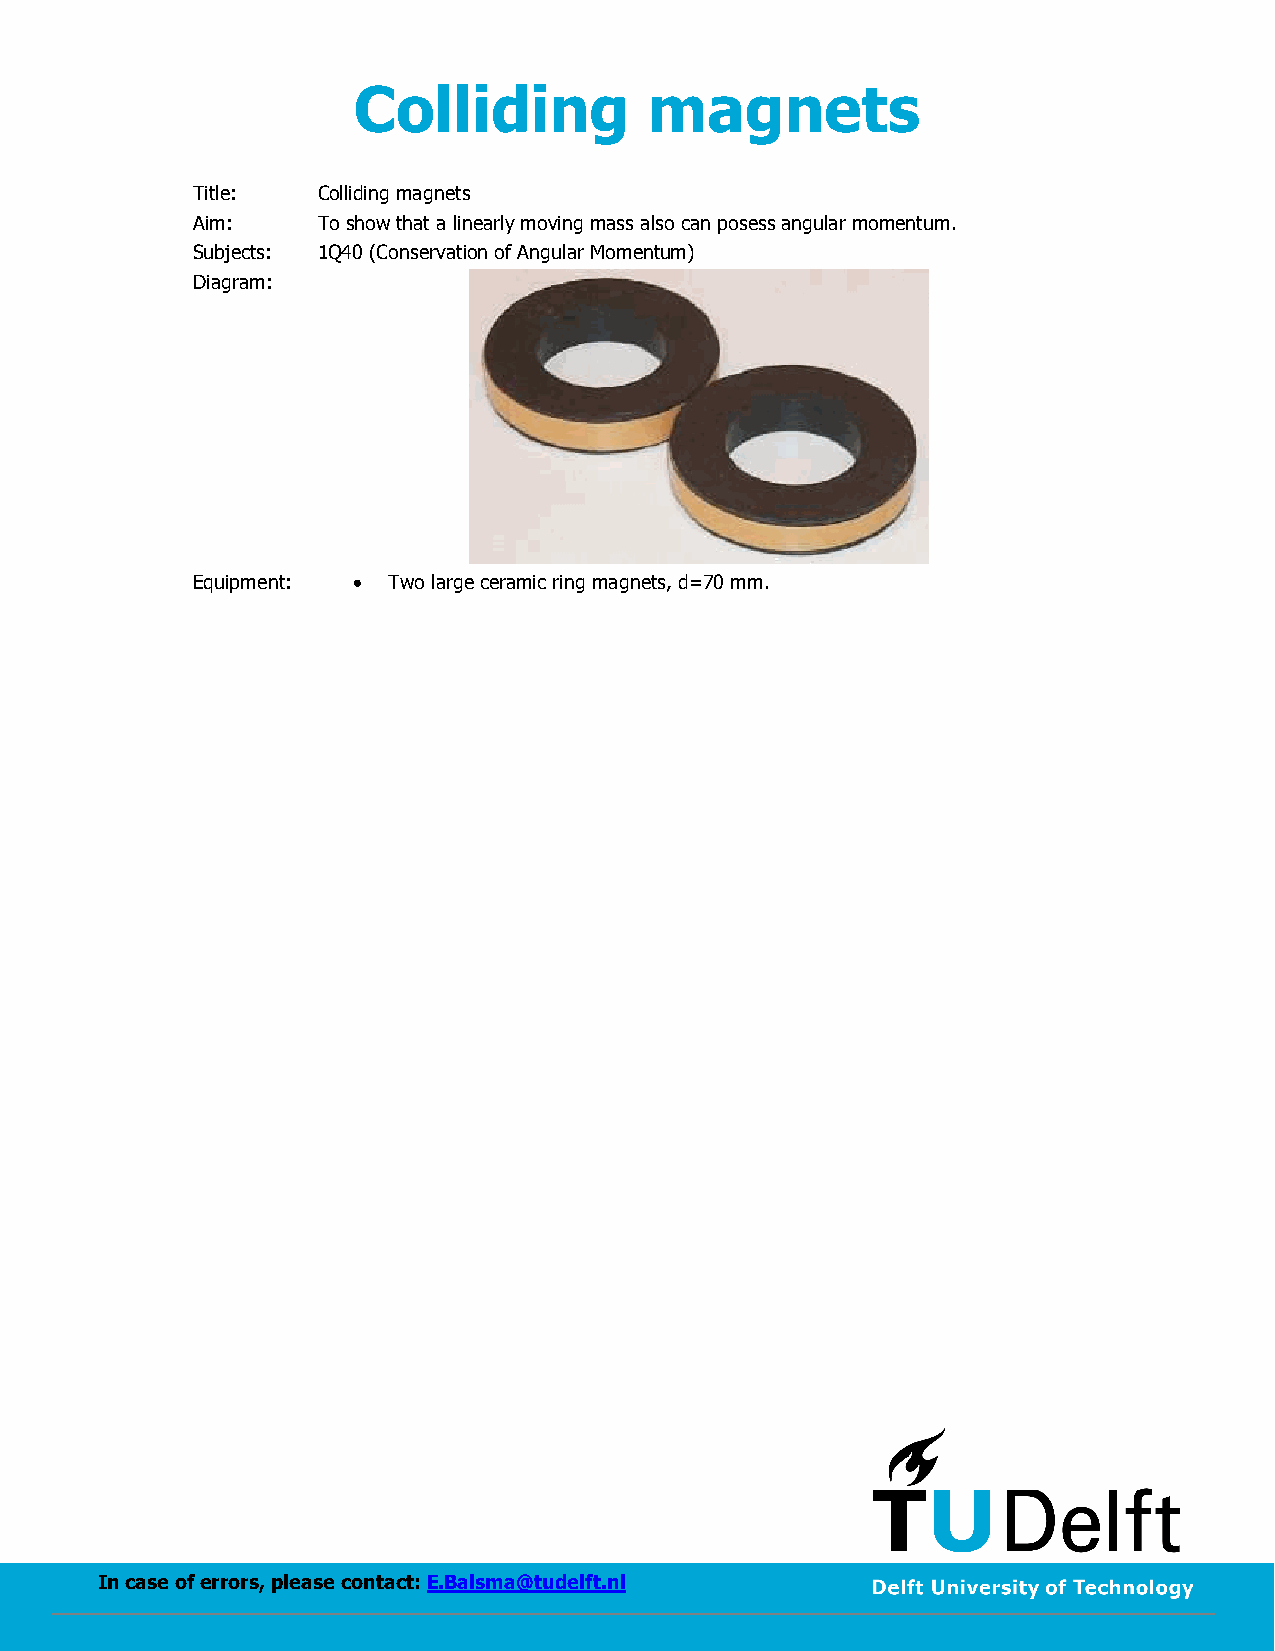 Colliding magnets
Title: Colliding magnets
Aim: To show that a linearly moving mass also can posess angular momentum.
Subjects: 1Q40 (Conservation of Angular Momentum)
Diagram:
Equipment: • Two large ceramic ring magnets, d=70 mm.
TUDelft
In case of errors, please contact: E.Balsma@tudelft.nl
Delft University of Technology